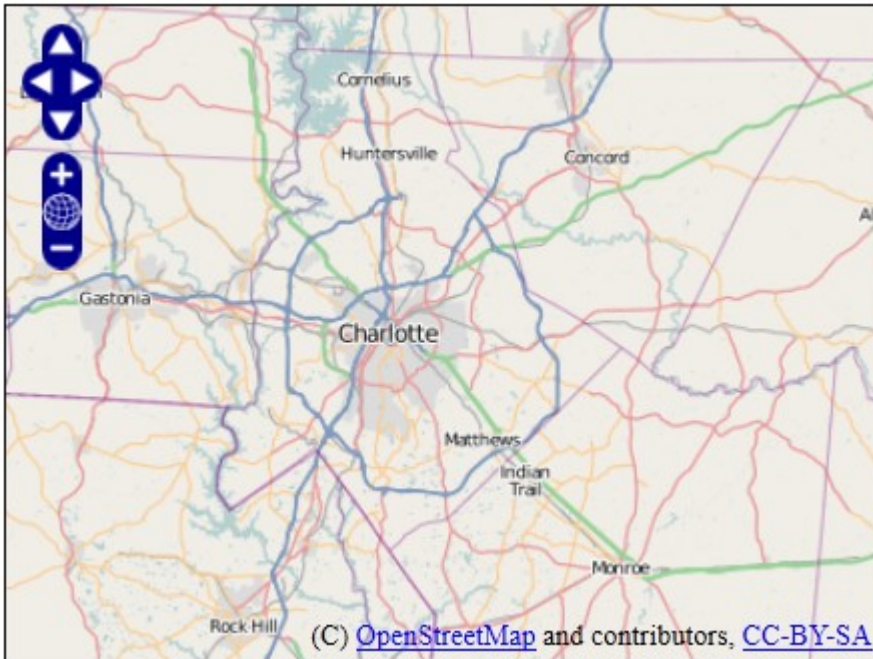 Cornelius
Huntersville
Concord
Gastonia
Charlotte
Matthews
Indian
Trail
Monroe
Rock Hill
(C) OpenStreetMap and contributors, CC-BY-SA